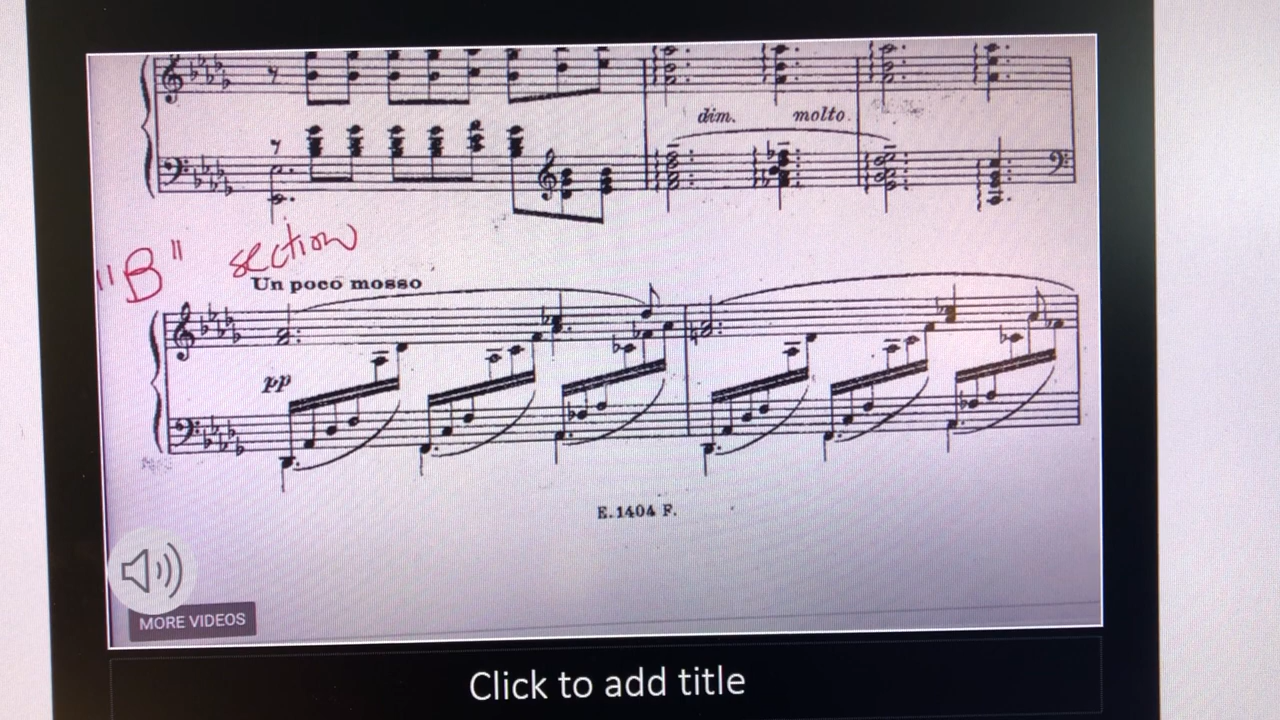 dim. molto
"B" section
Un poco mosso
pp
E. 1404 F.
MORE VIDEOS
Click to add title